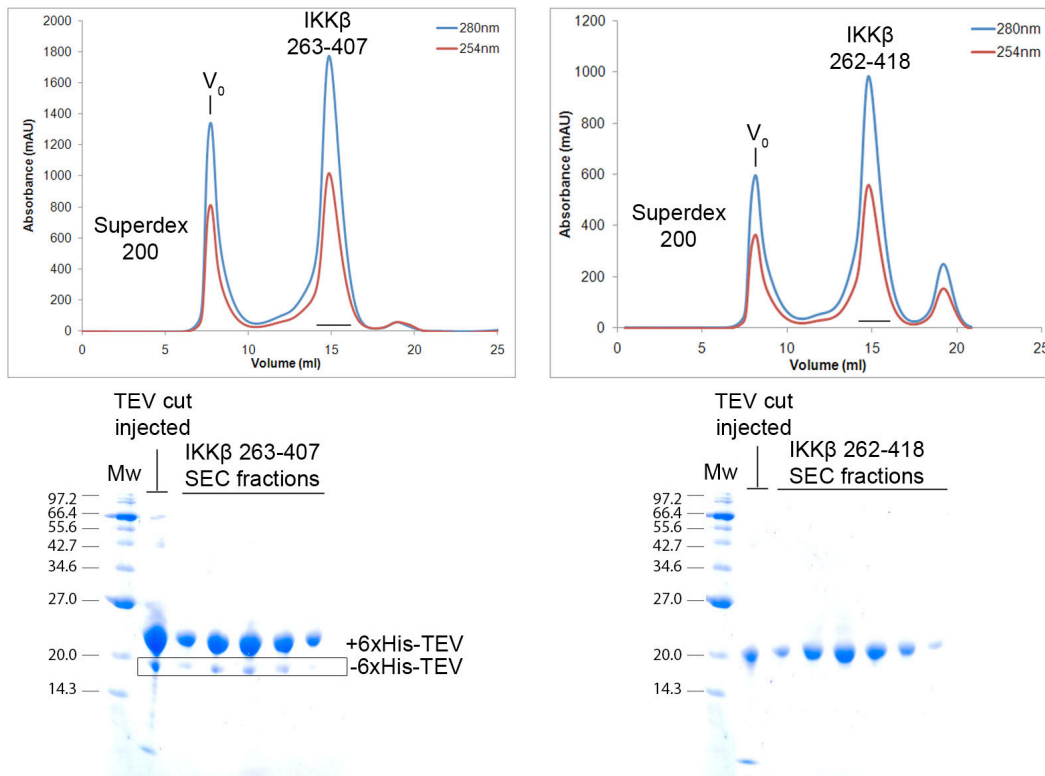 IKKβ
263-407
280nm
254nm
V0
Superdex
200
Absorbance (mAU)
2000
1800
1600
1400
1200
1000
800
600
400
200
0
0 5 10 15 20 25
Volume (ml)
IKKβ
262-418
280nm
254nm
V0
Superdex
200
Absorbance (mAU)
1200
1000
800
600
400
200
0
0 5 10 15 20 25
Volume (ml)
TEV cut
injected
IKKβ 263-407
SEC fractions
Mw
97.2
66.4
55.6
42.7
34.6
27.0
20.0
14.3
+6xHis-TEV
-6xHis-TEV
TEV cut
injected
IKKβ 262-418
SEC fractions
Mw
97.2
66.4
55.6
42.7
34.6
27.0
20.0
14.3